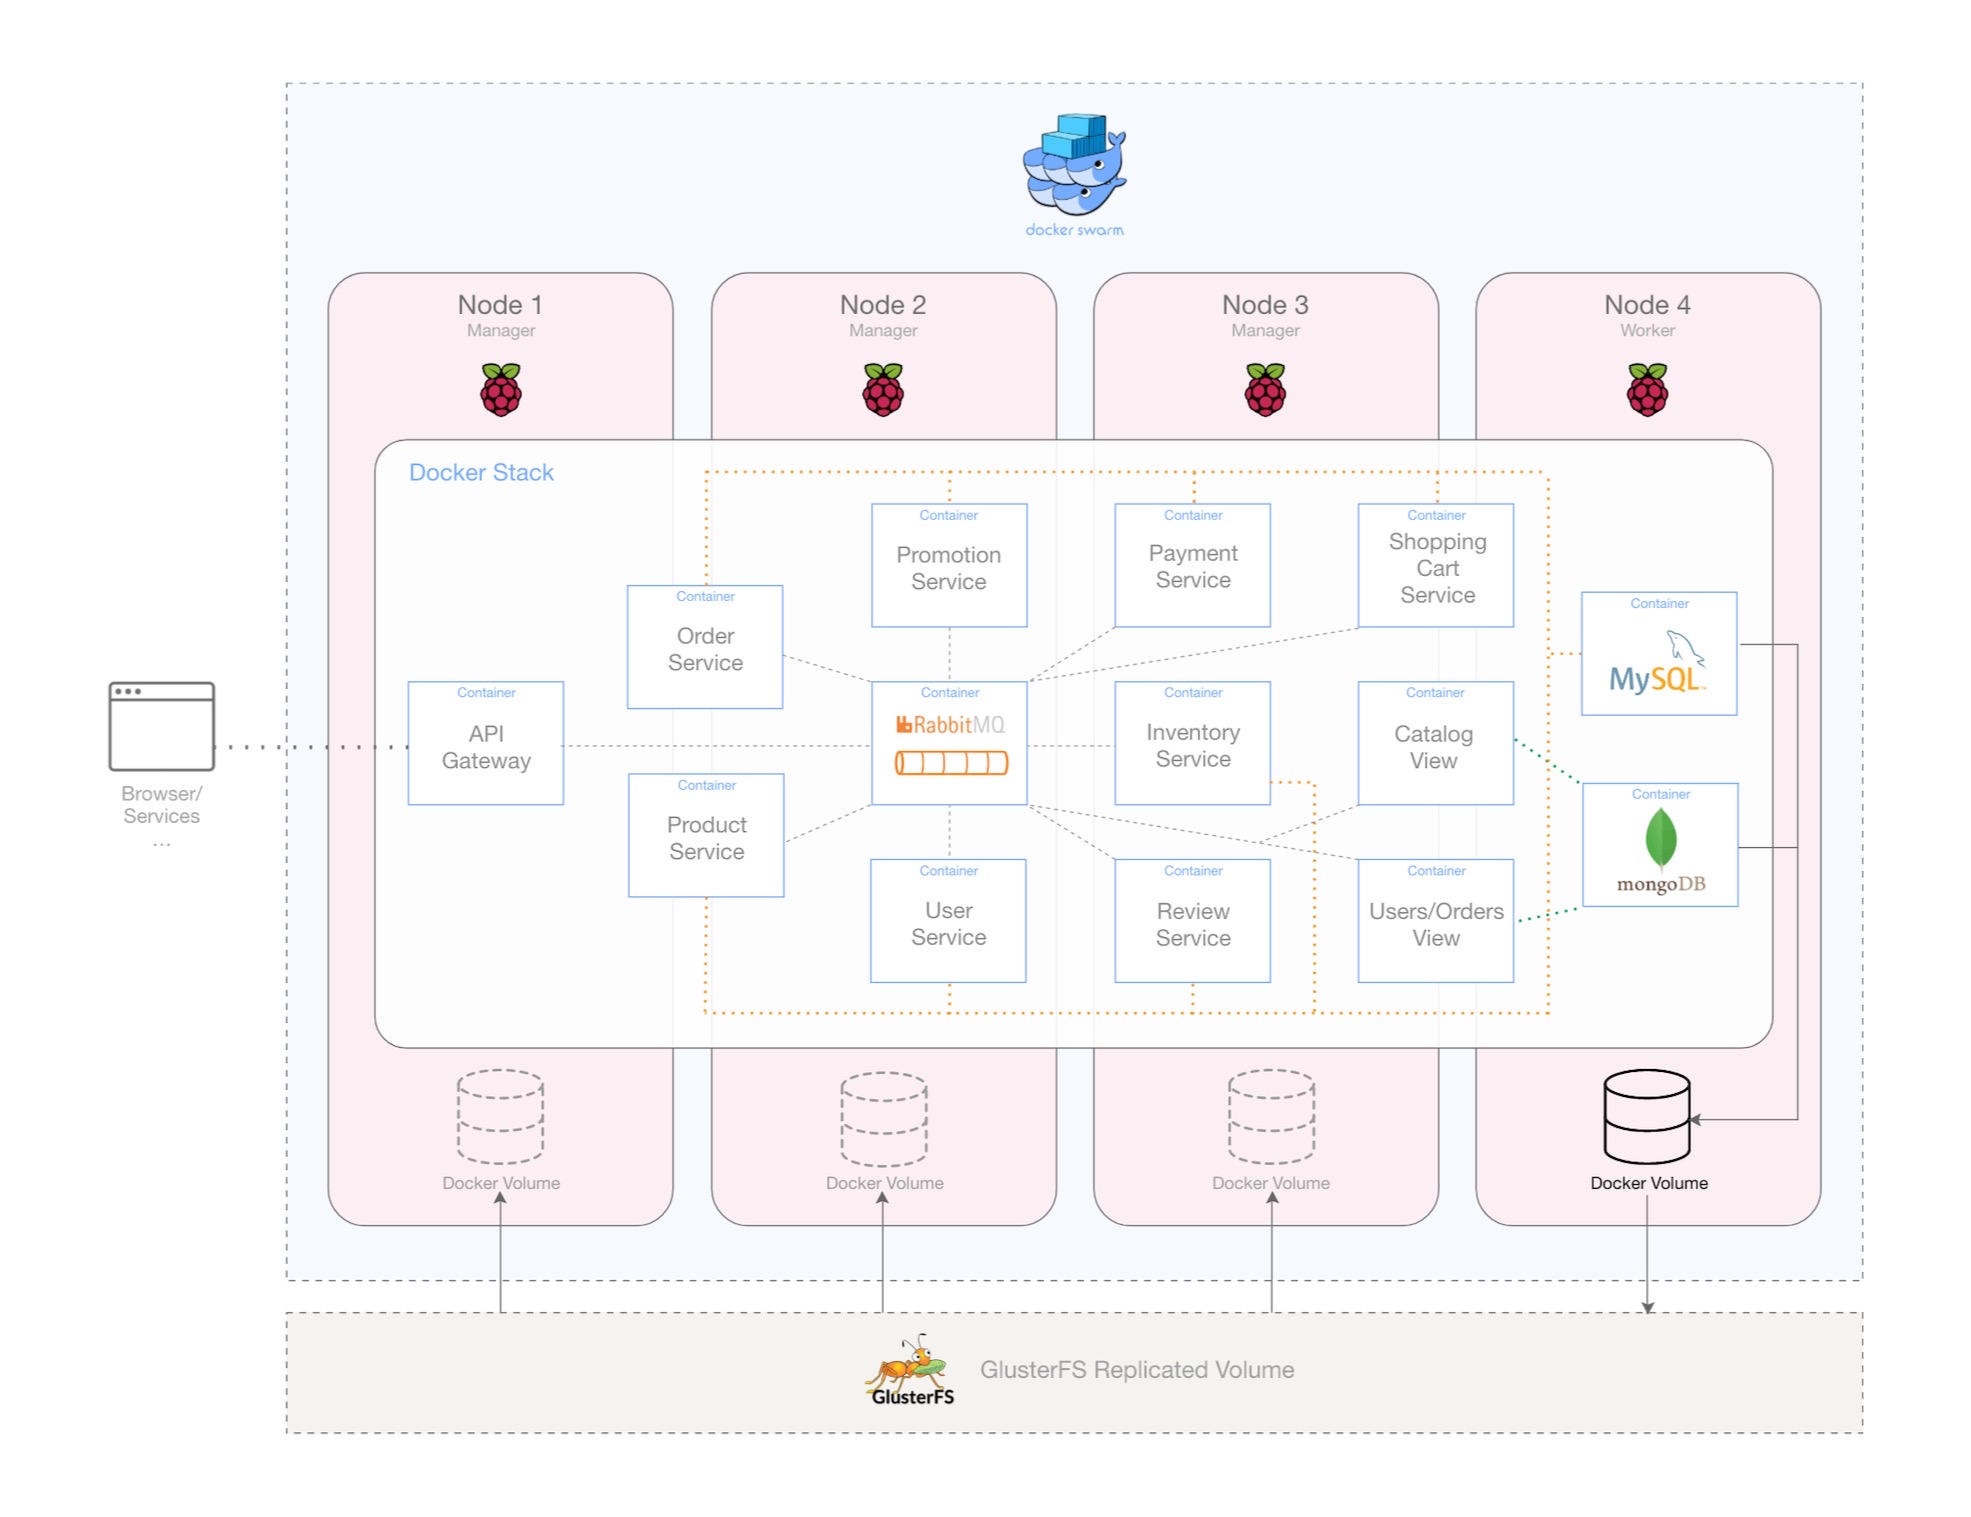 docker swarm
Node 1
Manager
Node 2
Manager
Node 3
Manager
Node 4
Worker
Docker Stack
Container
Promotion
Service
Container
Payment
Service
Container
Shopping
Cart
Service
Container
Order
Service
Container
MySQL™
Container
API
Gateway
Container
RabbitMQ
Container
Inventory
Service
Container
Catalog
View
Browser/
Services
...
Container
Product
Service
Container
mongoDB
Container
User
Service
Container
Review
Service
Container
Users/Orders
View
Docker Volume
Docker Volume
Docker Volume
Docker Volume
GlusterFS
GlusterFS Replicated Volume